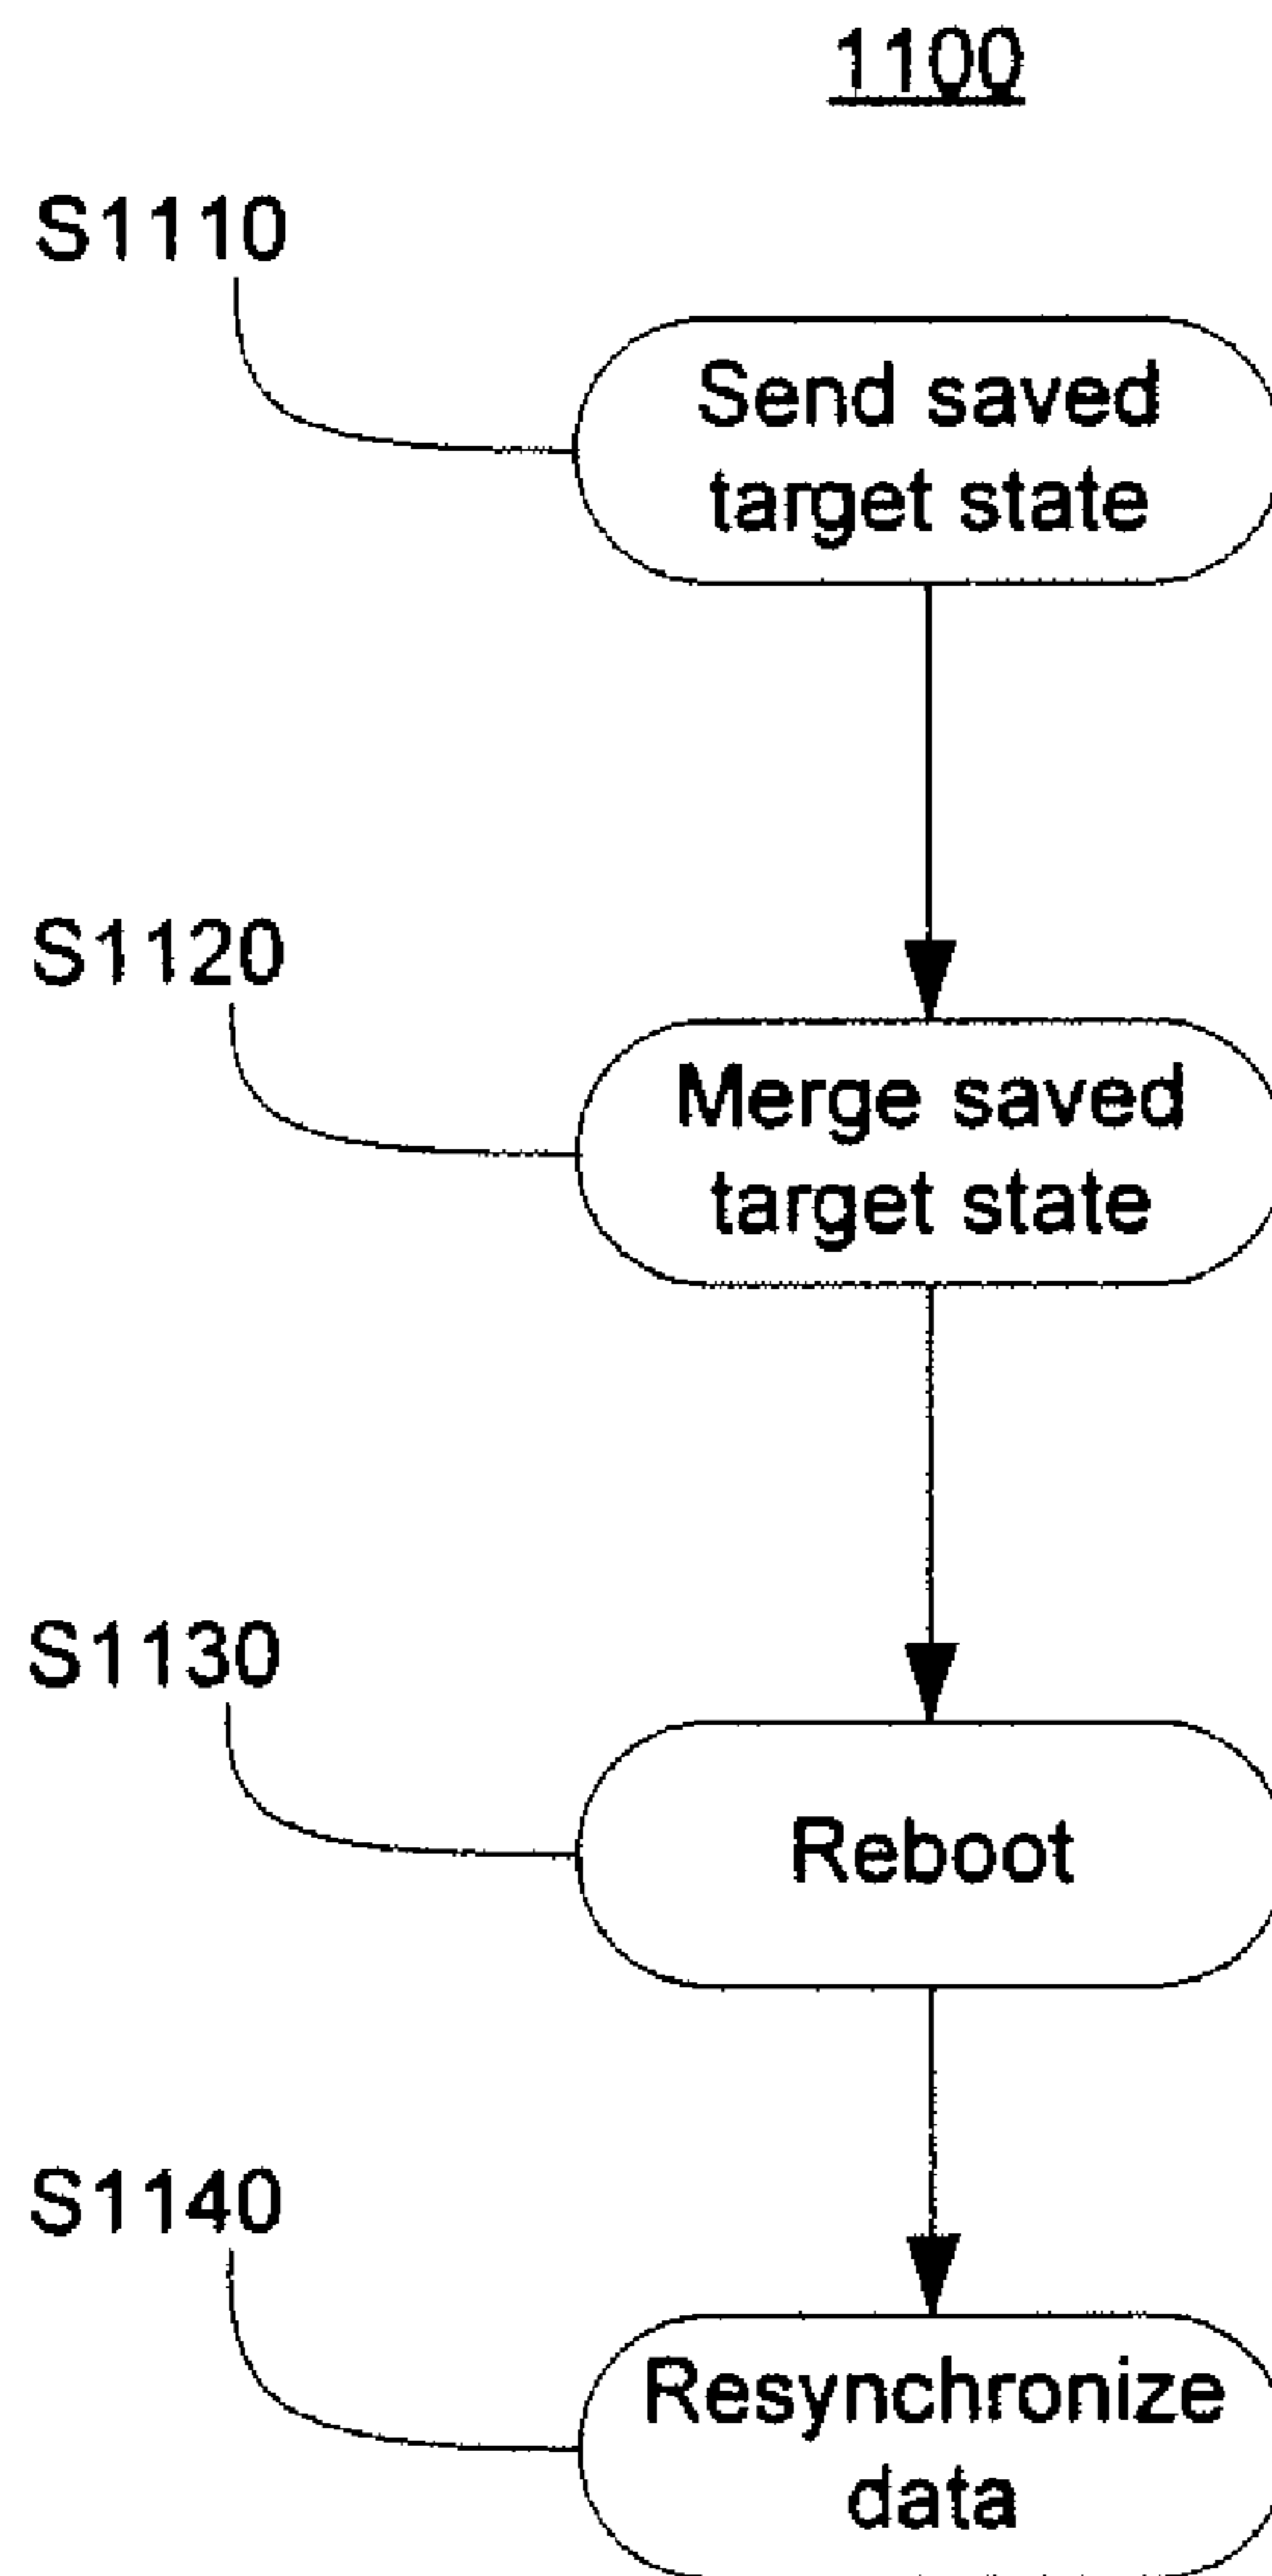 1100
S1110
Send saved
target state
S1120
Merge saved
target state
S1130
Reboot
S1140
Resynchronize
data